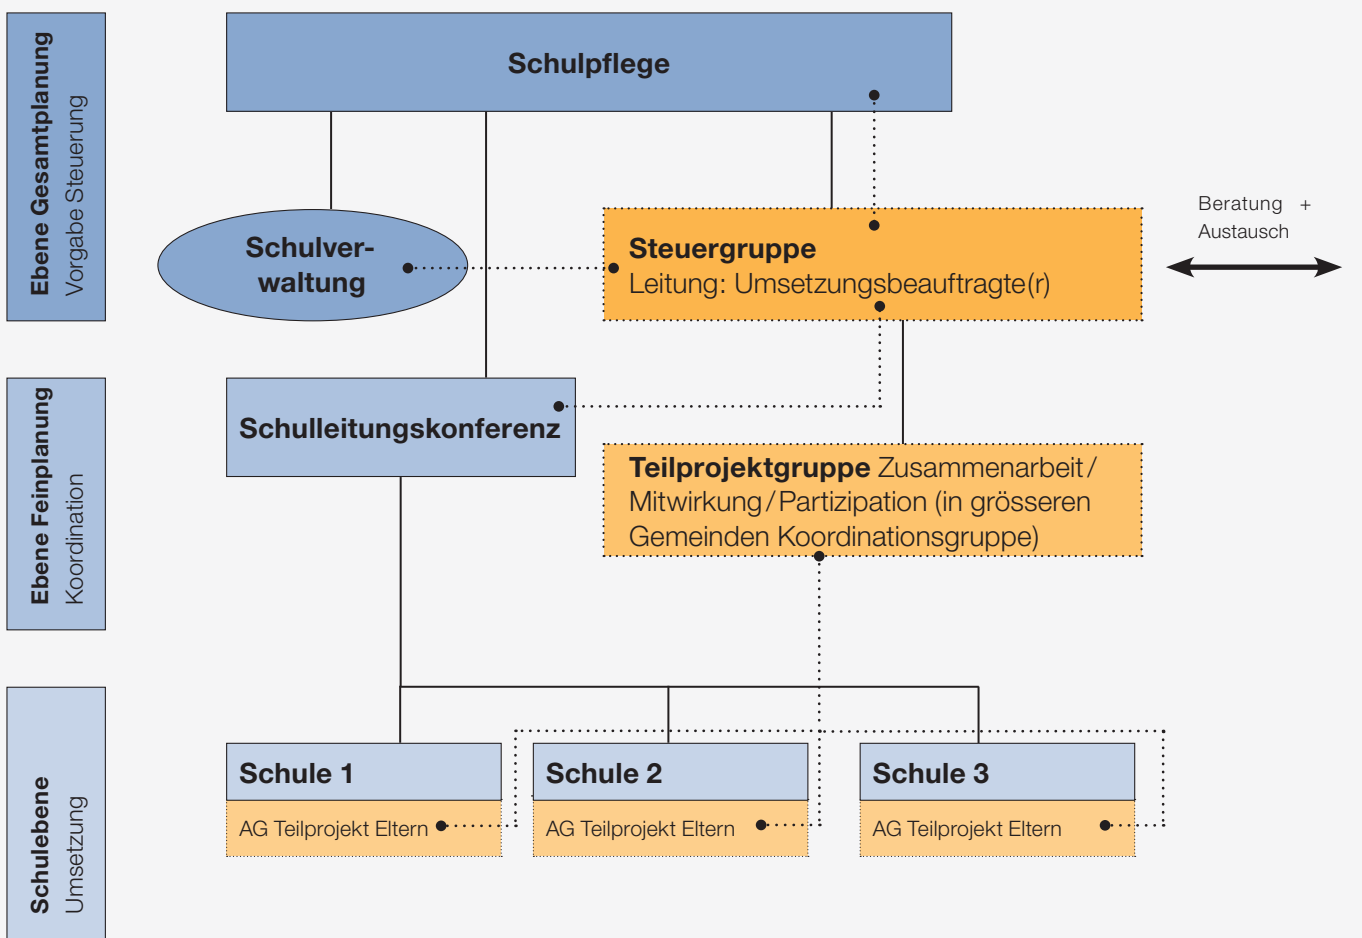 Ebene Gesamtplanung
Vorgabe Steuerung
Schulpflege
Schulver-
waltung
Steuergruppe
Leitung: Umsetzungsbeauftragte(r)
Beratung +
Austausch
Ebene Feinplanung
Koordination
Schulleitungskonferenz
Teilprojektgruppe Zusammenarbeit/
Mitwirkung/Partizipation (in grösseren
Gemeinden Koordinationsgruppe)
Schulebene
Umsetzung
Schule 1
AG Teilprojekt Eltern
Schule 2
AG Teilprojekt Eltern
Schule 3
AG Teilprojekt Eltern